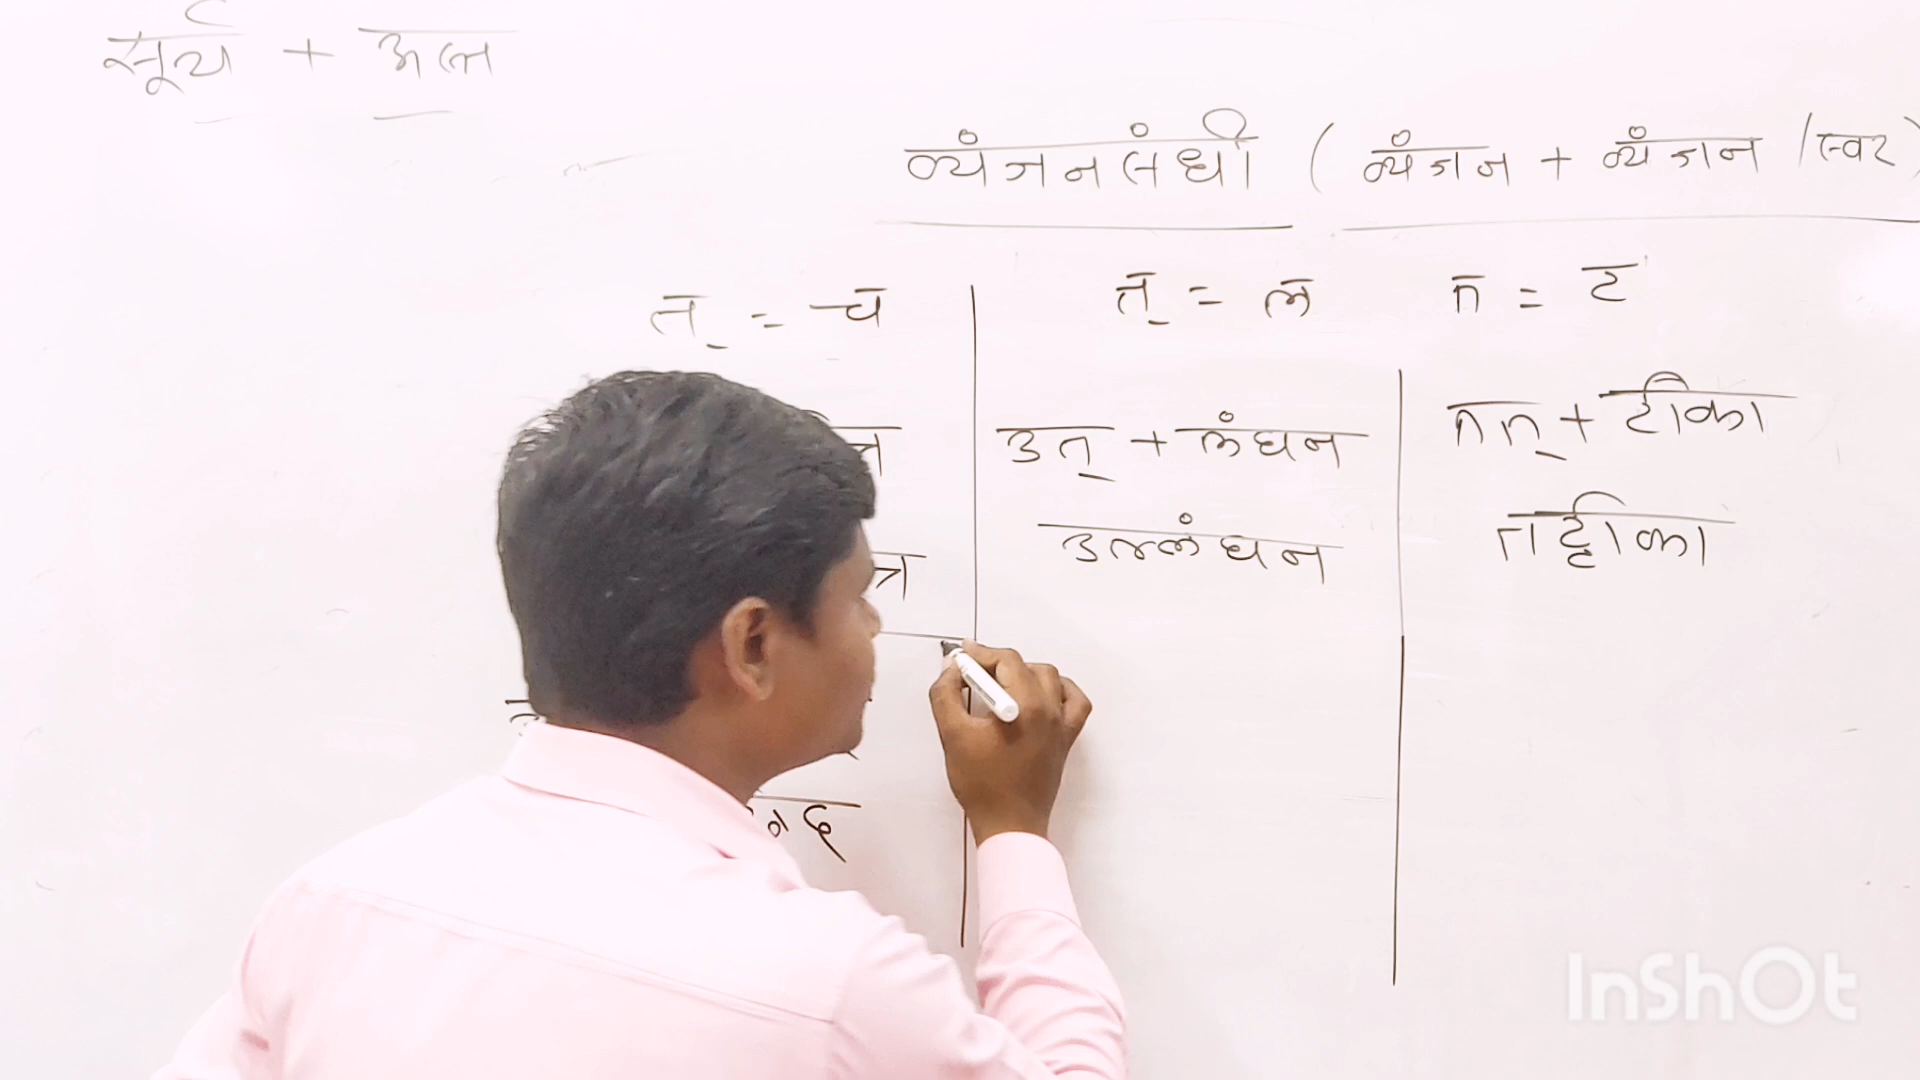 सूर्य + अस्त
व्यंजनसंधी ( व्यंजन + व्यंजन / स्वर )
त् = च
त् = ल
त = ट
उत् + लंघन
तत् + टीका
उल्लंघन
तट्टीका
InShOt